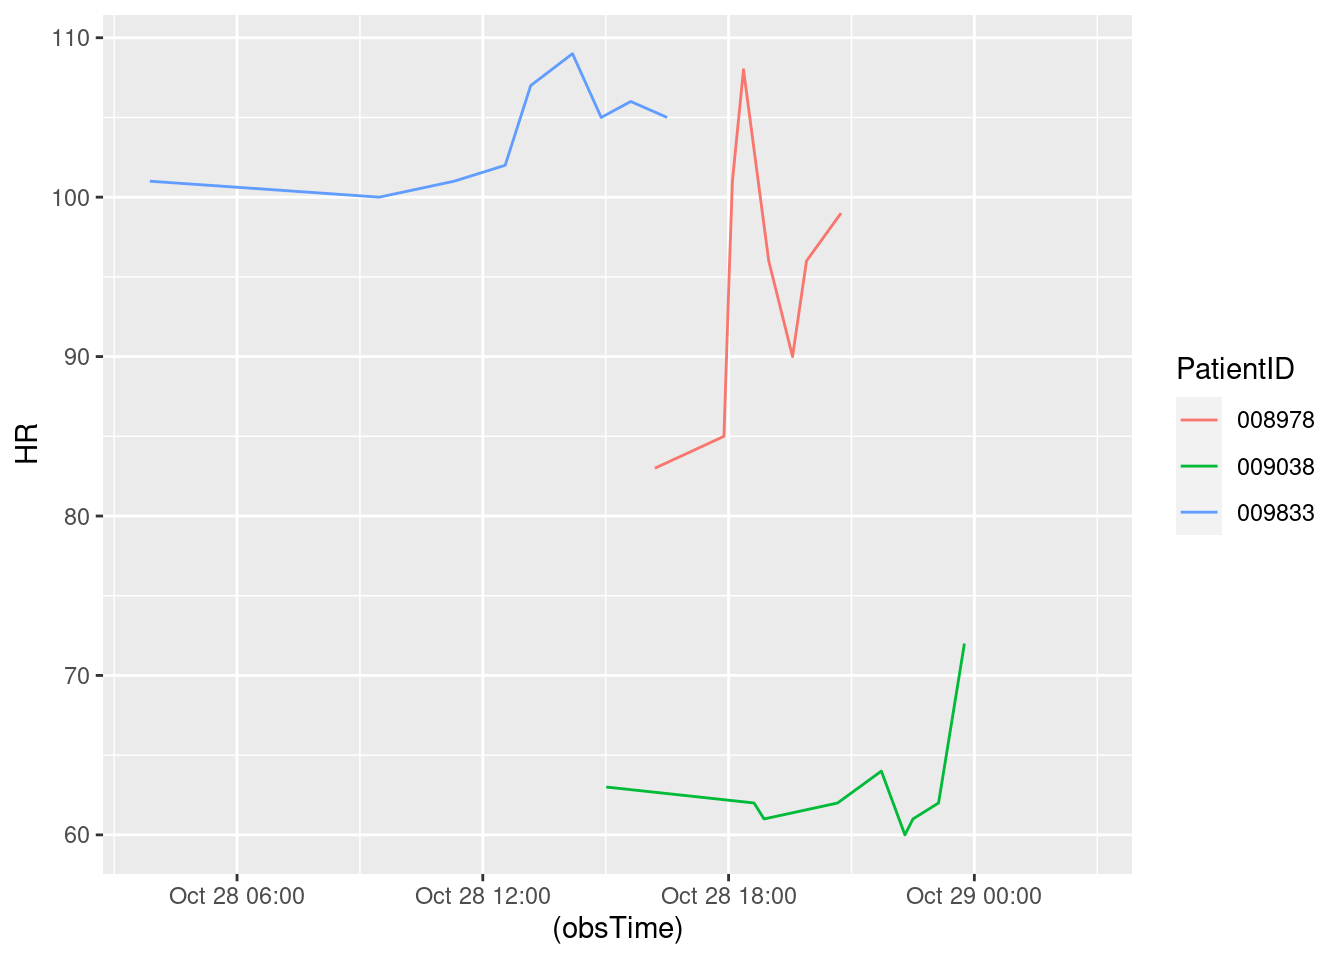 110
100
90
80
70
60
HR
Oct 28 06:00
Oct 28 12:00
Oct 28 18:00
Oct 29 00:00
(obsTime)
PatientID
008978
009038
009833